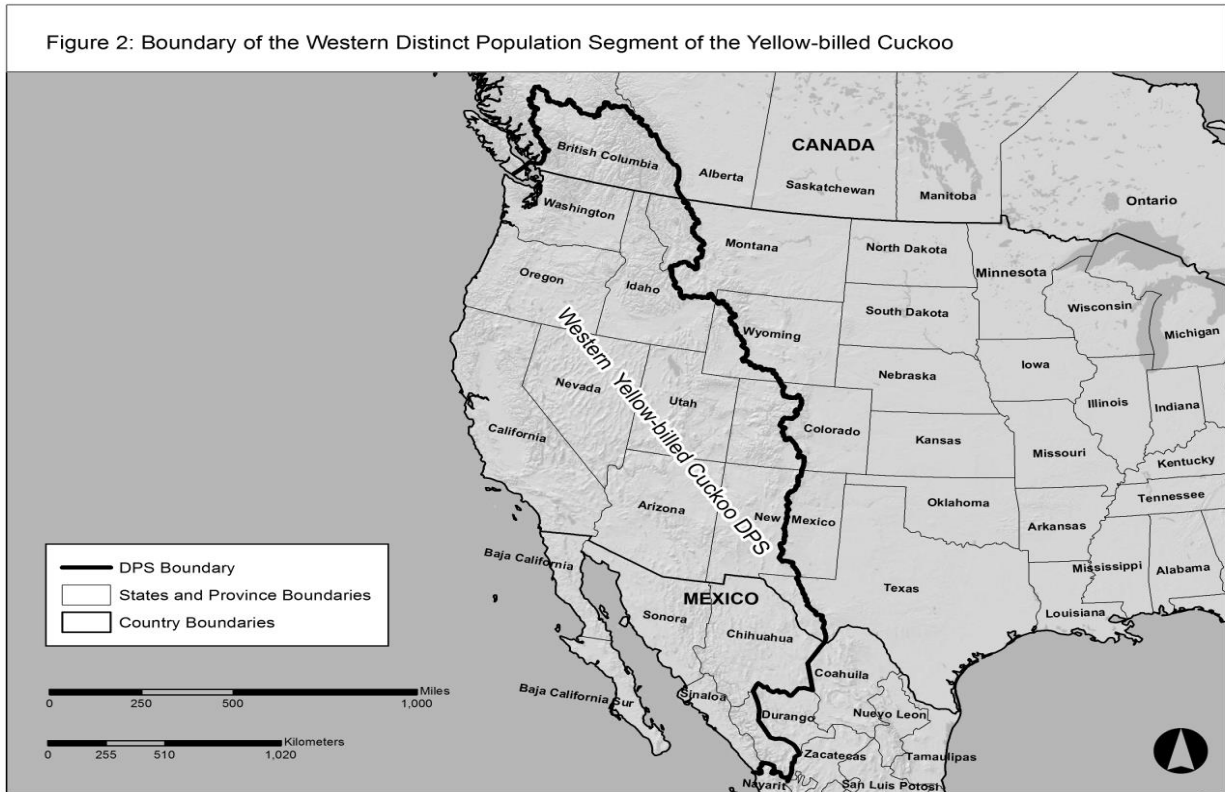 Figure 2: Boundary of the Western Distinct Population Segment of the Yellow-billed Cuckoo
CANADA
British Columbia
Alberta
Saskatchewan
Manitoba
Ontario
Washington
Montana
North Dakota
Minnesota
Oregon
Idaho
Wisconsin
South Dakota
Michigan
Wyoming
Western Yellow-billed Cuckoo DPS
Iowa
Nebraska
Nevada
Utah
Illinois
Indiana
California
Colorado
Kansas
Missouri
Kentucky
Tennessee
Oklahoma
Arizona
New Mexico
Arkansas
Baja California
Mississippi
Alabama
DPS Boundary
Texas
States and Province Boundaries
MEXICO
Louisiana
Sonora
Country Boundaries
Chihuahua
Coahuila
Miles
Baja California Sur
Sinaloa
0 250 500 1,000
Durango
Nuevo Leon
Kilometers
0 255 510 1,020
Zacatecas
Tamaulipas
Nayarit
San Luis Potosi